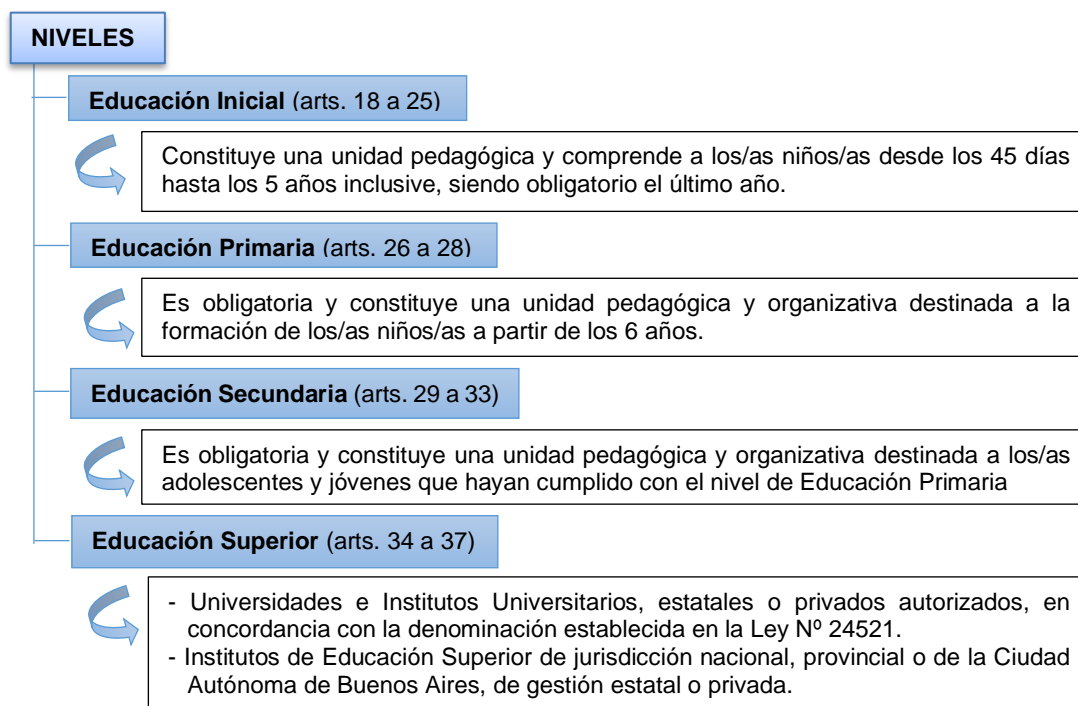 NIVELES
Educación Inicial (arts. 18 a 25)
Constituye una unidad pedagógica y comprende a los/as niños/as desde los 45 días
hasta los 5 años inclusive, siendo obligatorio el último año.
Educación Primaria (arts. 26 a 28)
Es obligatoria y constituye una unidad pedagógica y organizativa destinada a la
formación de los/as niños/as a partir de los 6 años.
Educación Secundaria (arts. 29 a 33)
Es obligatoria y constituye una unidad pedagógica y organizativa destinada a los/as
adolescentes y jóvenes que hayan cumplido con el nivel de Educación Primaria
Educación Superior (arts. 34 a 37)
- Universidades e Institutos Universitarios, estatales o privados autorizados, en
concordancia con la denominación establecida en la Ley Nº 24521.
- Institutos de Educación Superior de jurisdicción nacional, provincial o de la Ciudad
Autónoma de Buenos Aires, de gestión estatal o privada.